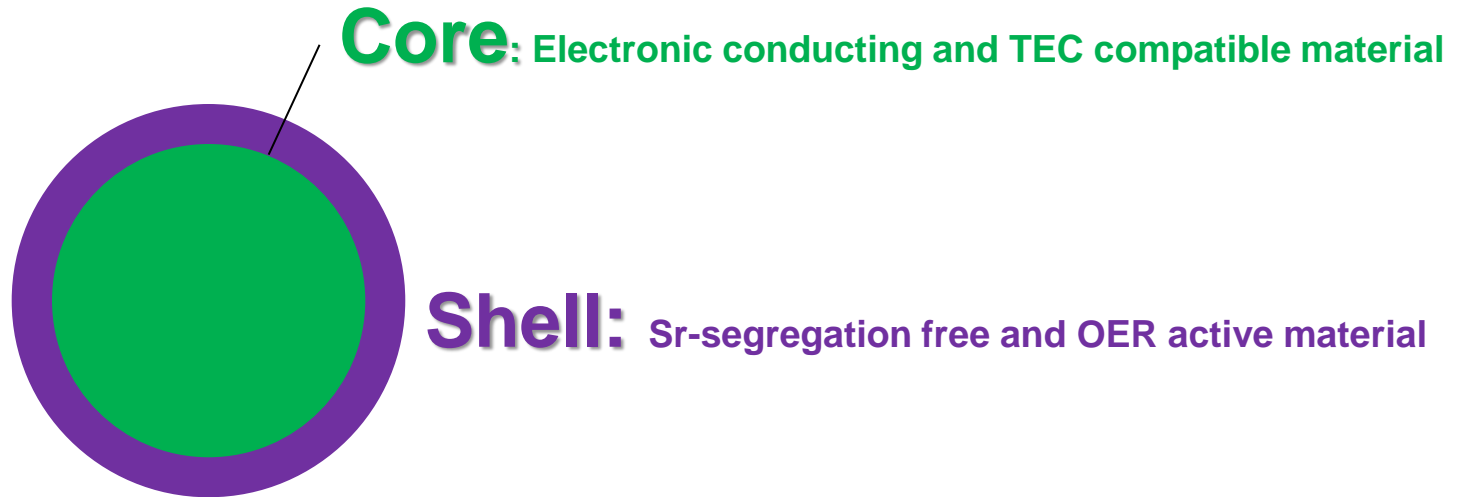 Core: Electronic conducting and TEC compatible material
Shell: Sr-segregation free and OER active material